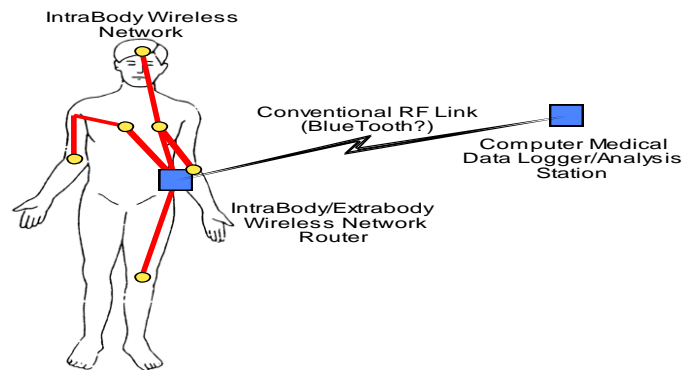 IntraBody Wireless
Network
Conventional RF Link
(BlueTooth?)
Computer Medical
Data Logger/Analysis
Station
IntraBody/Extrabody
Wireless Network
Router